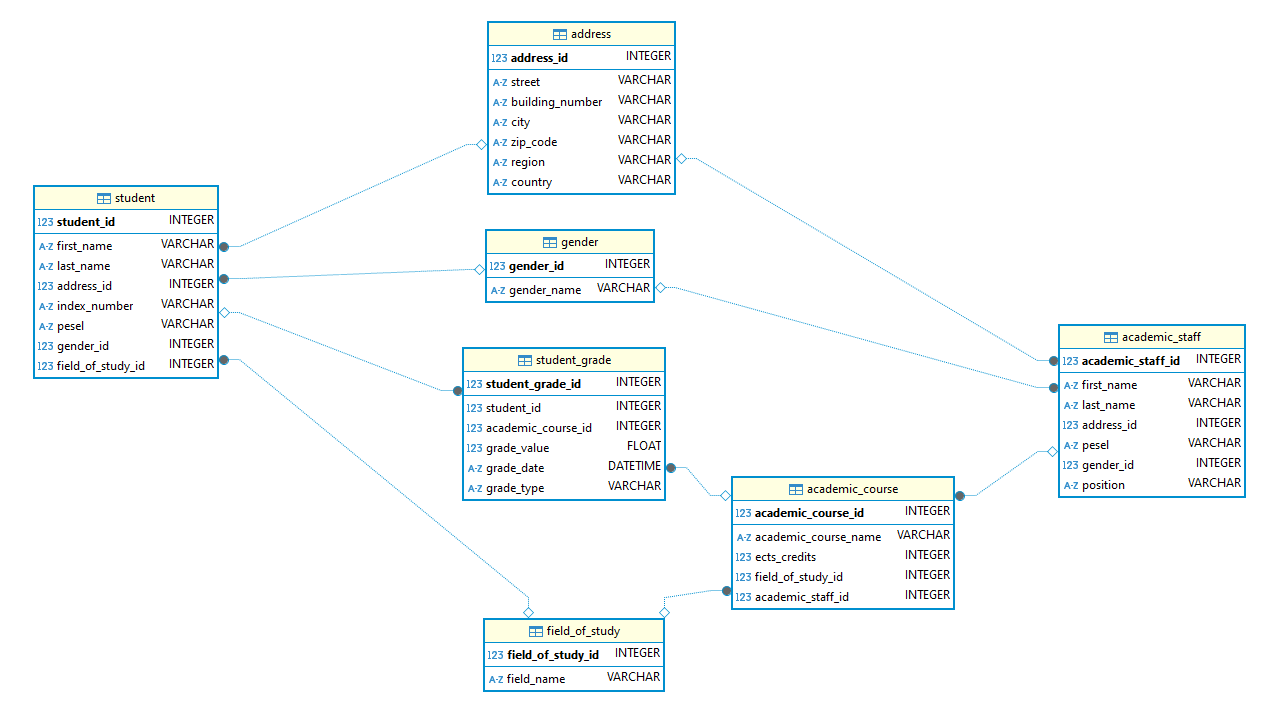 address
123 address_id INTEGER
A-Z street VARCHAR
A-Z building_number VARCHAR
A-Z city VARCHAR
A-Z zip_code VARCHAR
A-Z region VARCHAR
A-Z country VARCHAR
student
123 student_id INTEGER
A-Z first_name VARCHAR
A-Z last_name VARCHAR
123 address_id INTEGER
A-Z index_number VARCHAR
A-Z pesel VARCHAR
123 gender_id INTEGER
123 field_of_study_id INTEGER
gender
123 gender_id INTEGER
A-Z gender_name VARCHAR
student_grade
123 student_grade_id INTEGER
123 student_id INTEGER
123 academic_course_id INTEGER
123 grade_value FLOAT
A-Z grade_date DATETIME
A-Z grade_type VARCHAR
academic_staff
123 academic_staff_id INTEGER
A-Z first_name VARCHAR
A-Z last_name VARCHAR
123 address_id INTEGER
A-Z pesel VARCHAR
123 gender_id INTEGER
A-Z position VARCHAR
academic_course
123 academic_course_id INTEGER
A-Z academic_course_name VARCHAR
123 ects_credits INTEGER
123 field_of_study_id INTEGER
123 academic_staff_id INTEGER
field_of_study
123 field_of_study_id INTEGER
A-Z field_name VARCHAR